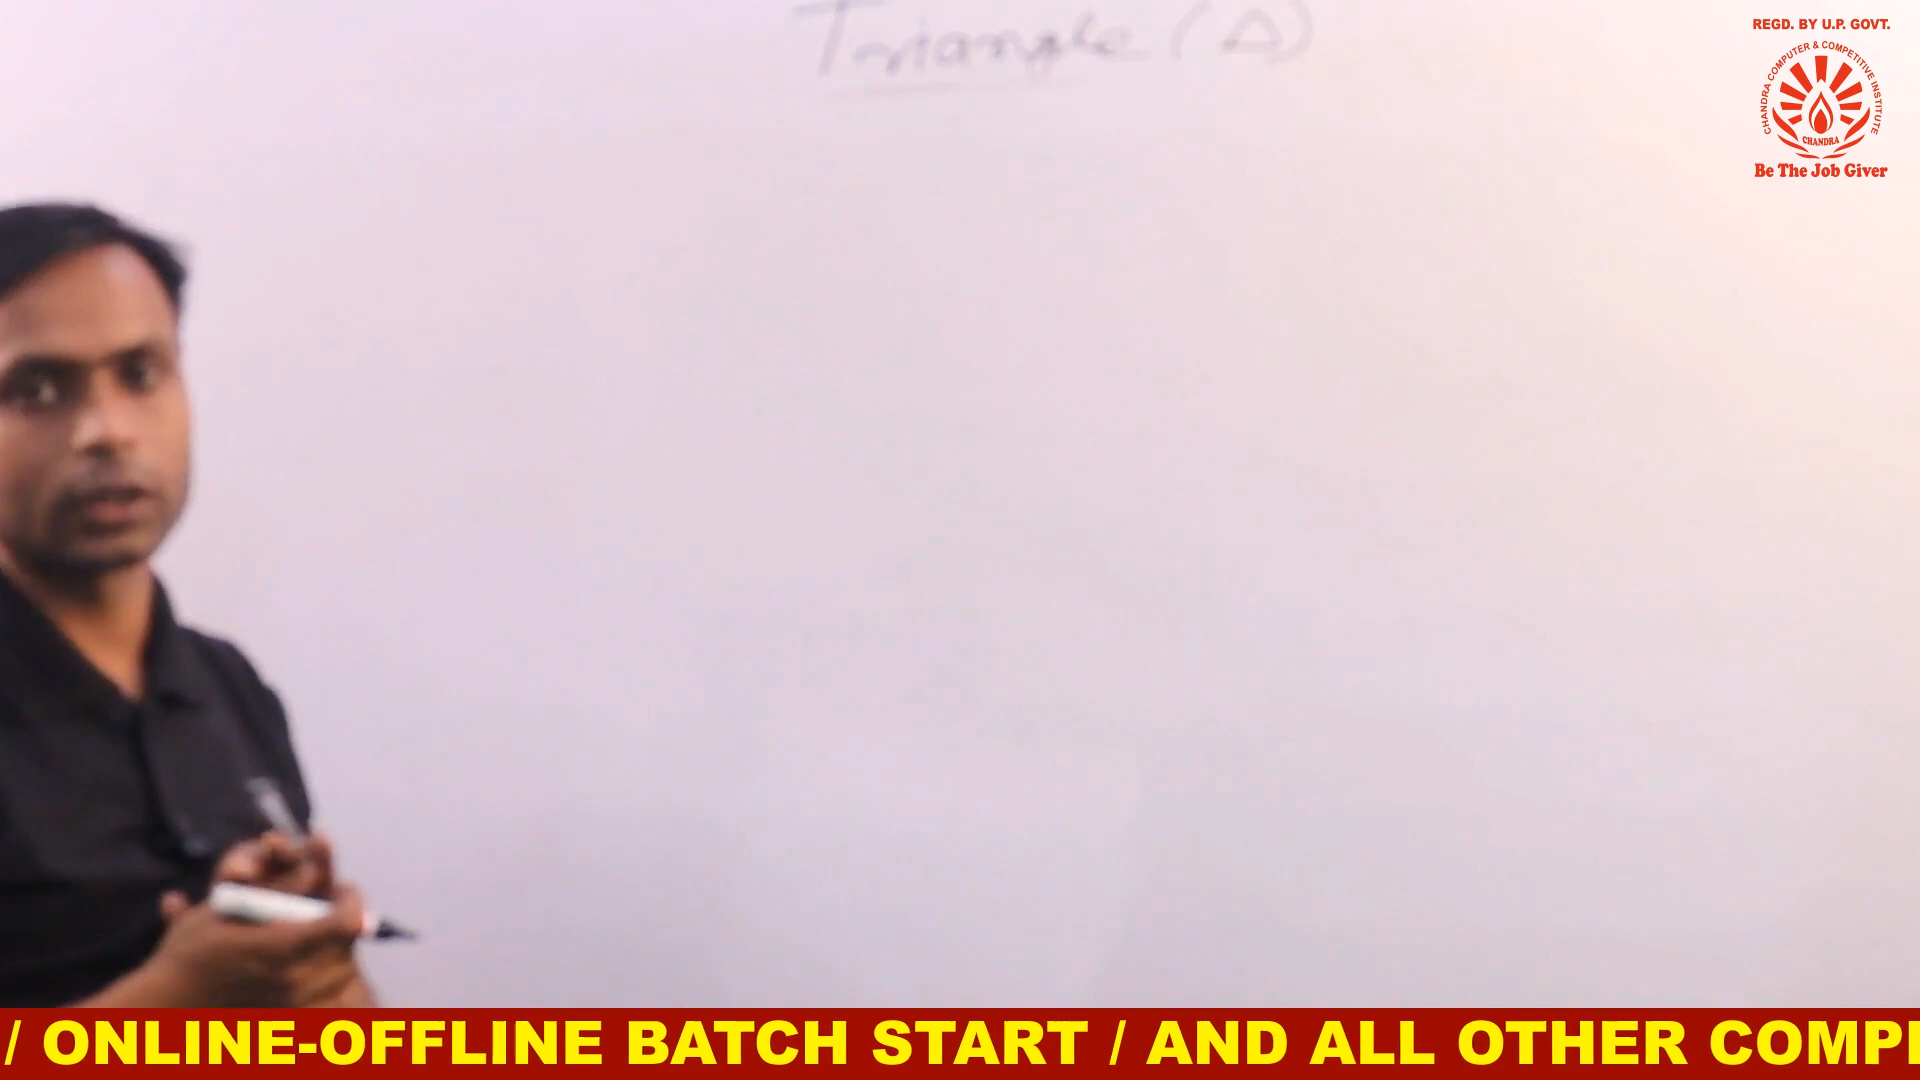 Triangle (Δ)
REGD. BY U.P. GOVT.
CHANDRA COMPUTER & COMPETITIVE INSTITUTE
CHANDRA
Be The Job Giver
/ ONLINE-OFFLINE BATCH START / AND ALL OTHER COMPE